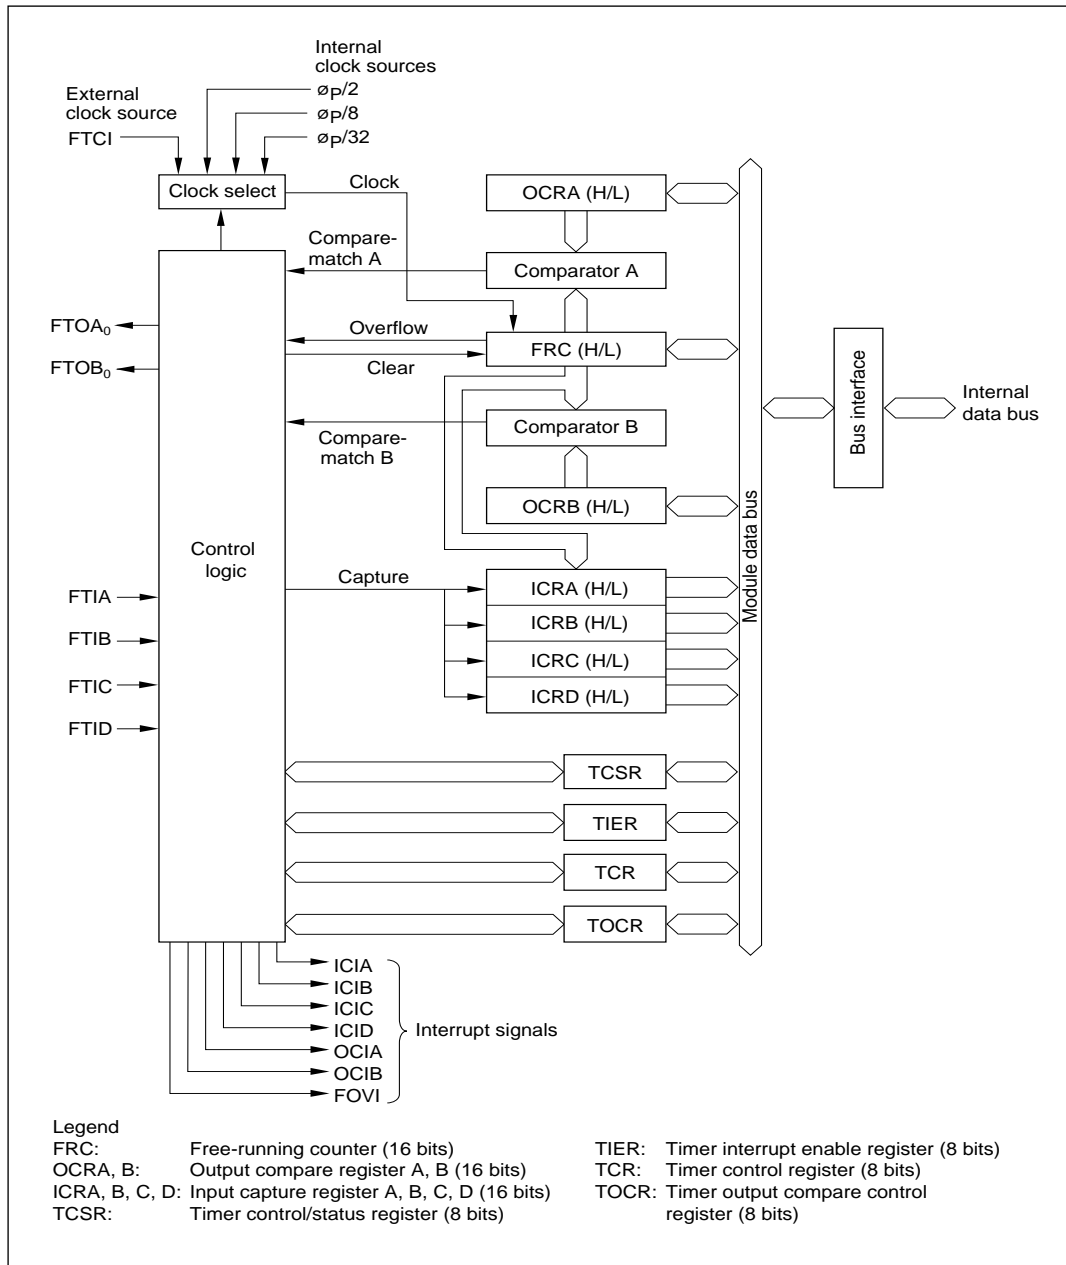 Internal
clock sources
External
clock source
øP/2
øP/8
FTCI
øP/32
Clock select
Clock
OCRA (H/L)
Compare-
match A
Comparator A
FTOA0
Overflow
FRC (H/L)
FTOB0
Clear
Internal
data bus
Bus interface
Comparator B
Compare-
match B
OCRB (H/L)
Module data bus
Control
logic
Capture
FTIA
ICRA (H/L)
FTIB
ICRB (H/L)
FTIC
ICRC (H/L)
FTID
ICRD (H/L)
TCSR
TIER
TCR
TOCR
ICIA
ICIB
ICIC
ICID
Interrupt signals
OCIA
OCIB
FOVI
Legend
FRC: Free-running counter (16 bits)
OCRA, B: Output compare register A, B (16 bits)
ICRA, B, C, D: Input capture register A, B, C, D (16 bits)
TCSR: Timer control/status register (8 bits)
TIER: Timer interrupt enable register (8 bits)
TCR: Timer control register (8 bits)
TOCR: Timer output compare control
register (8 bits)